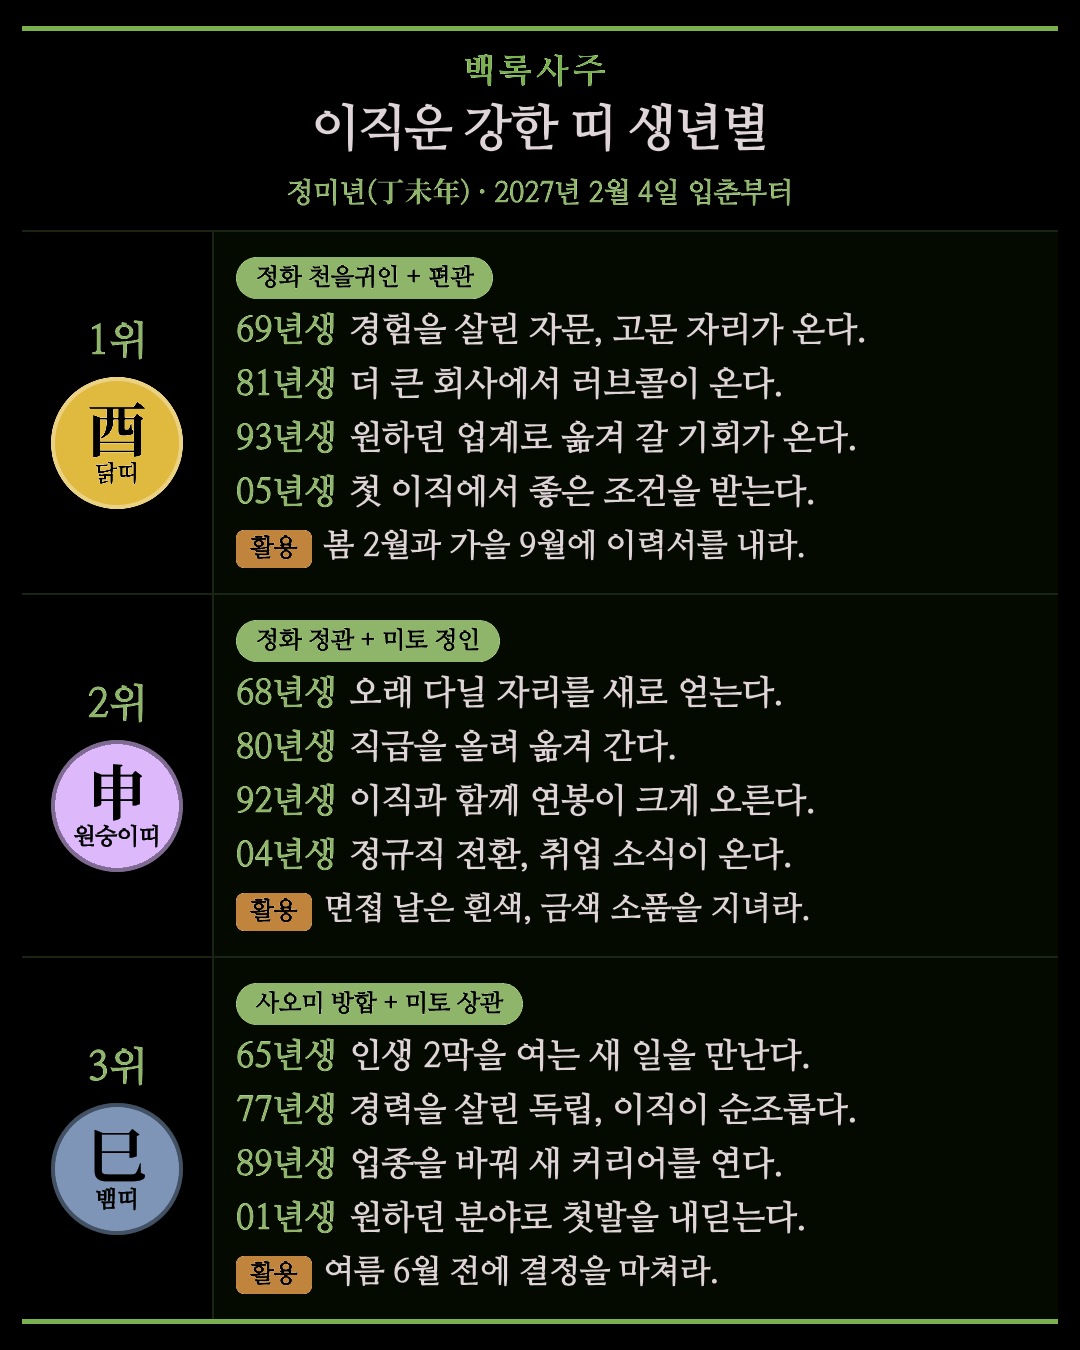 백록사주
이직운 강한 띠 생년별
정미년(丁未年) · 2027년 2월 4일 입춘부터
1위
酉
닭띠
정화 천을귀인 + 편관
69년생 경험을 살린 자문, 고문 자리가 온다.
81년생 더 큰 회사에서 러브콜이 온다.
93년생 원하던 업계로 옮겨 갈 기회가 온다.
05년생 첫 이직에서 좋은 조건을 받는다.
활용 봄 2월과 가을 9월에 이력서를 내라.
2위
申
원숭이띠
정화 정관 + 미토 정인
68년생 오래 다닐 자리를 새로 얻는다.
80년생 직급을 올려 옮겨 간다.
92년생 이직과 함께 연봉이 크게 오른다.
04년생 정규직 전환, 취업 소식이 온다.
활용 면접 날은 흰색, 금색 소품을 지녀라.
3위
巳
뱀띠
사오미 방합 + 미토 상관
65년생 인생 2막을 여는 새 일을 만난다.
77년생 경력을 살린 독립, 이직이 순조롭다.
89년생 업종을 바꿔 새 커리어를 연다.
01년생 원하던 분야로 첫발을 내딛는다.
활용 여름 6월 전에 결정을 마쳐라.